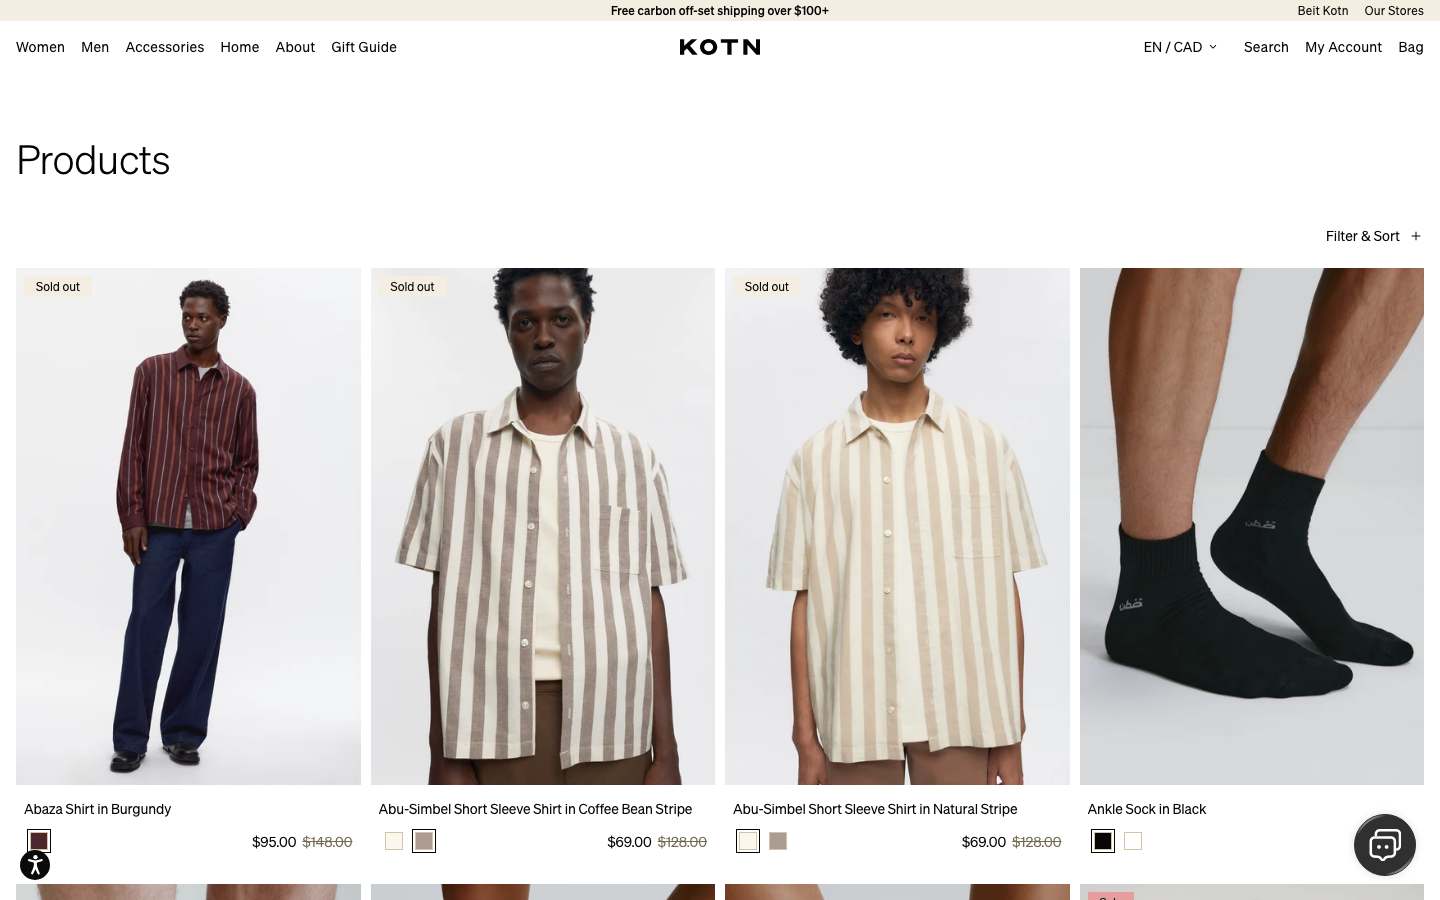 Free carbon off-set shipping over $100+
Beit Kotn
Our Stores
Women
Men
Accessories
Home
About
Gift Guide
KOTN
EN / CAD
Search
My Account
Bag
Products
Filter & Sort +
Sold out
Sold out
Sold out
قطن
قطن
Abaza Shirt in Burgundy
$95.00 $148.00
Abu-Simbel Short Sleeve Shirt in Coffee Bean Stripe
$69.00 $128.00
Abu-Simbel Short Sleeve Shirt in Natural Stripe
$69.00 $128.00
Ankle Sock in Black